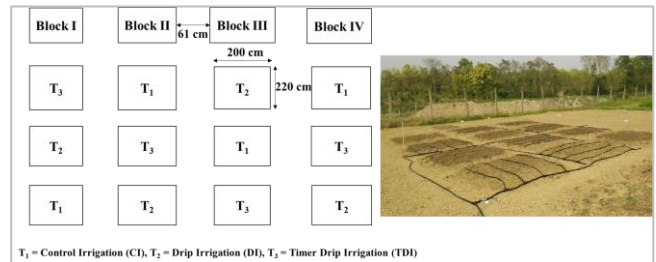 Block I Block II Block III Block IV
61 cm
200 cm
T₃ T₁ T₂ 220 cm T₁
T₂ T₃ T₁ T₃
T₁ T₂ T₃ T₂
T₁ = Control Irrigation (CI), T₂ = Drip Irrigation (DI), T₃ = Timer Drip Irrigation (TDI)